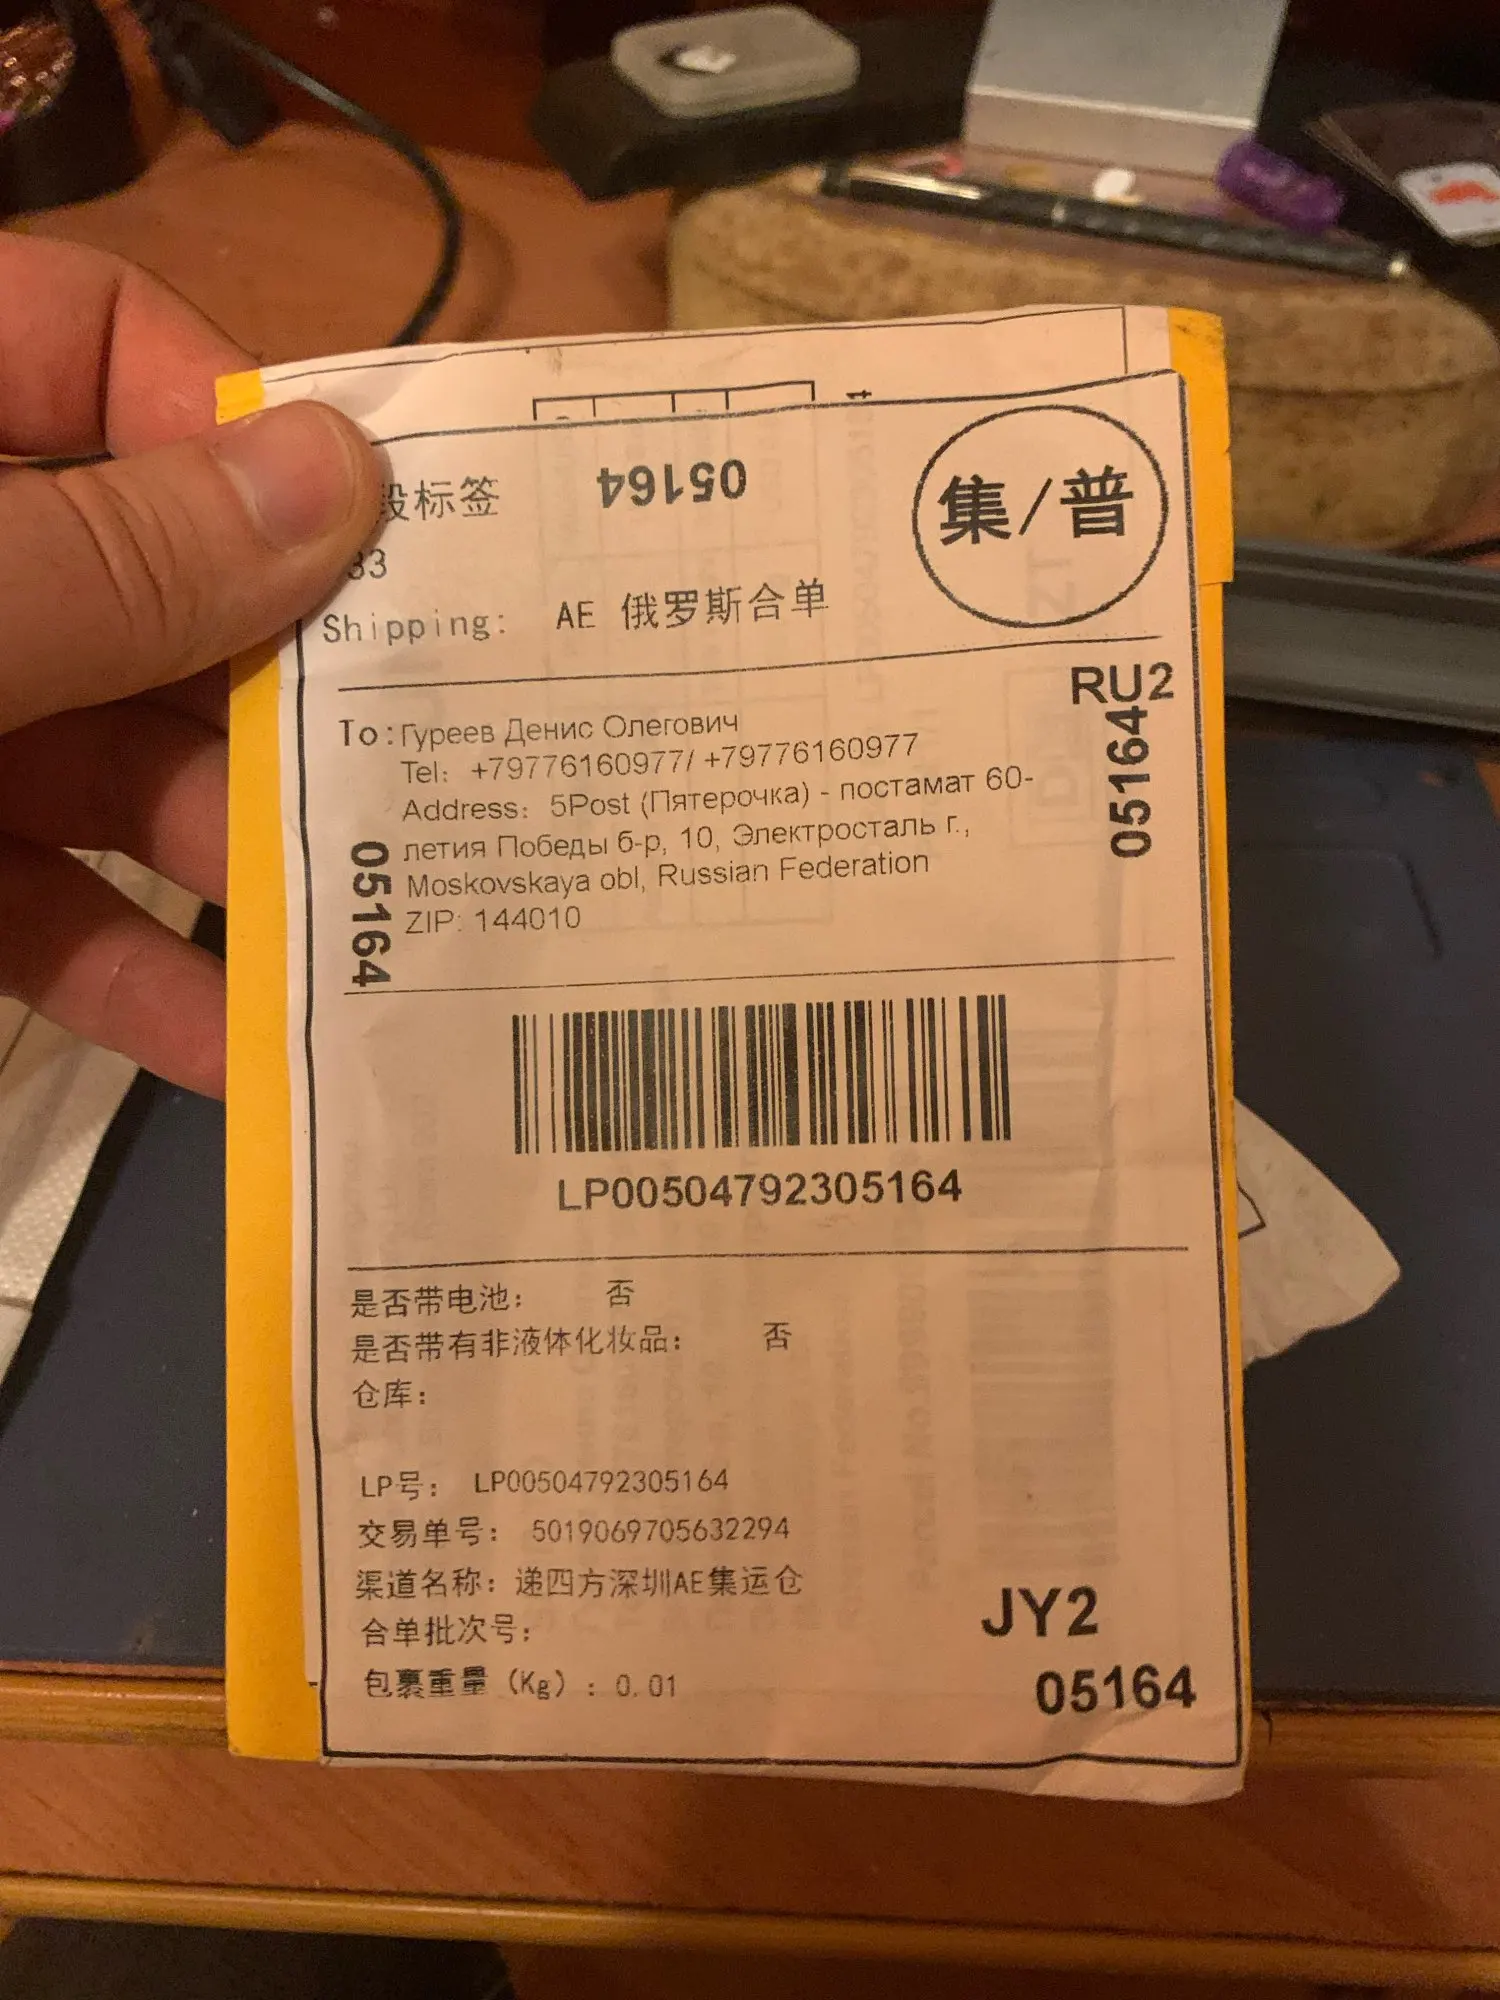 05164
集/普
段标签
33
Shipping: AE 俄罗斯合单
RU2
05164
To: Гуреев Денис Олегович
Tel: +79776160977/ +79776160977
Address: 5Post (Пятерочка) - постамат 60-
летия Победы б-р, 10, Электросталь г.,
Moskovskaya obl, Russian Federation
ZIP: 144010
05164
LP00504792305164
是否带电池: 否
是否带有非液体化妆品: 否
仓库:
LP号: LP00504792305164
交易单号: 5019069705632294
渠道名称: 递四方深圳AE集运仓
合单批次号:
包裹重量 (Kg) : 0.01
JY2
05164